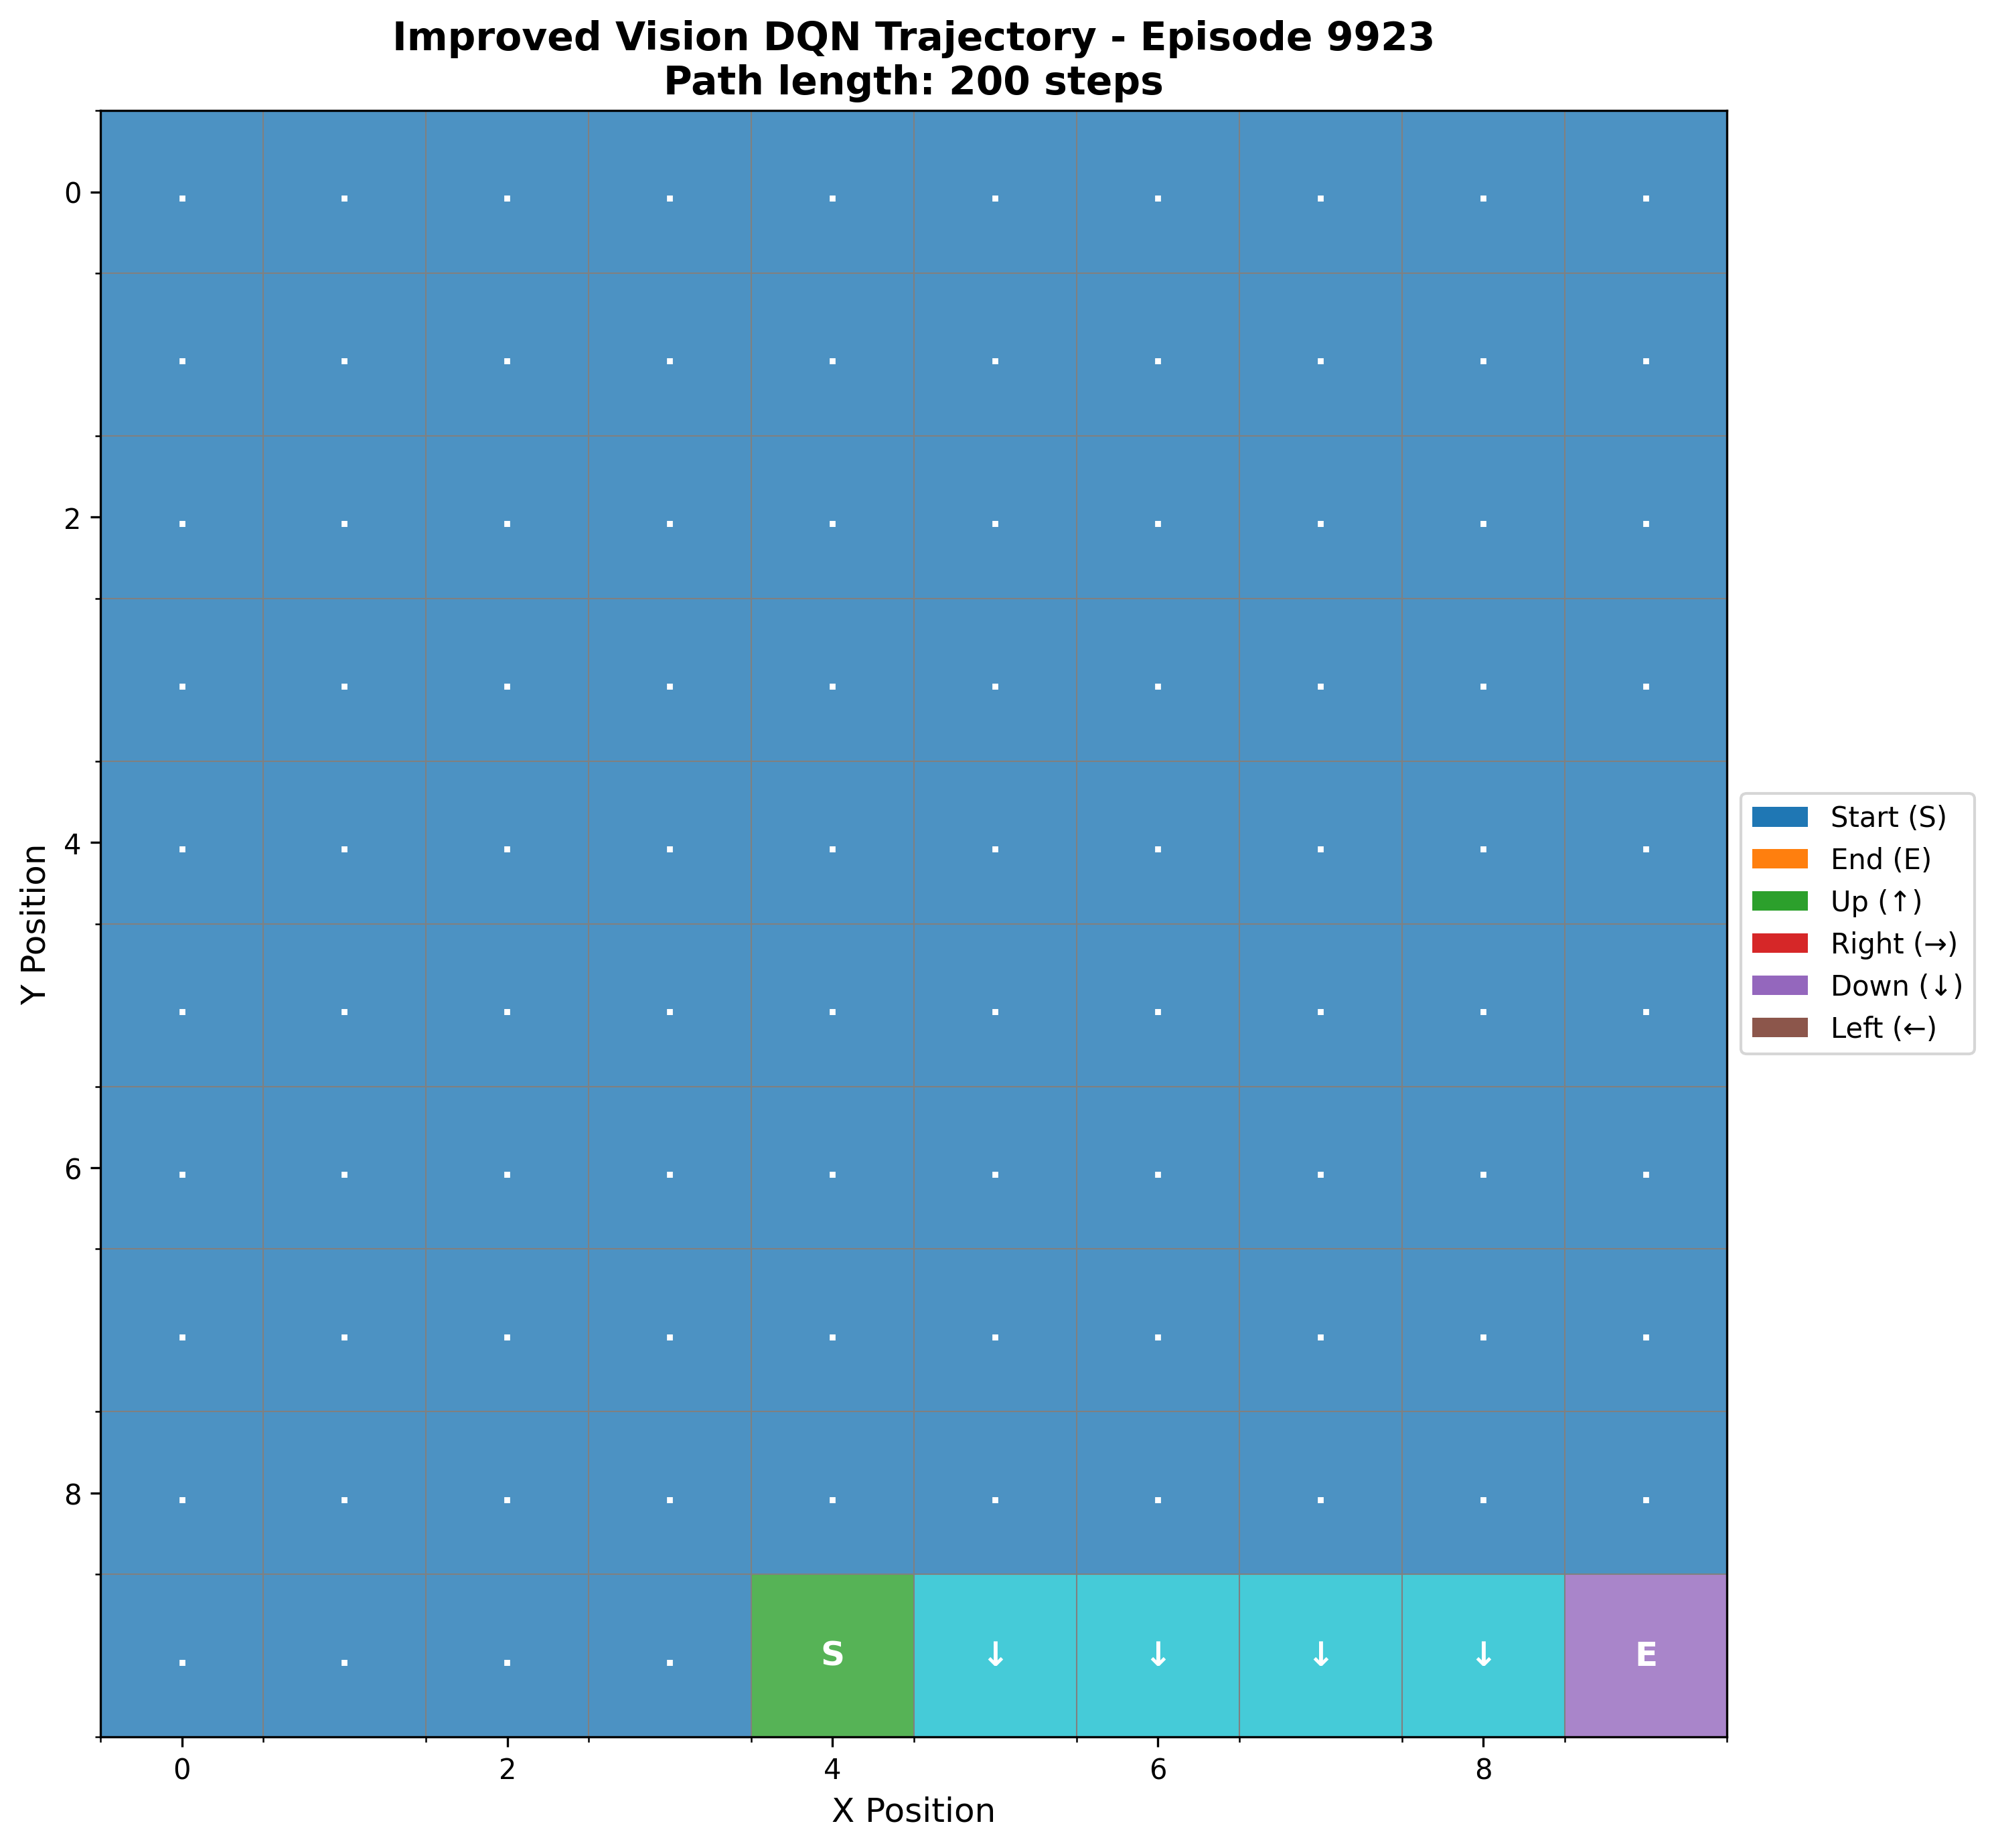 Improved Vision DQN Trajectory - Episode 9923
Path length: 200 steps
Y Position
0
2
4
6
8
S ↓ ↓ ↓ ↓ E
0 2 4 6 8
X Position
Start (S)
End (E)
Up (↑)
Right (→)
Down (↓)
Left (←)